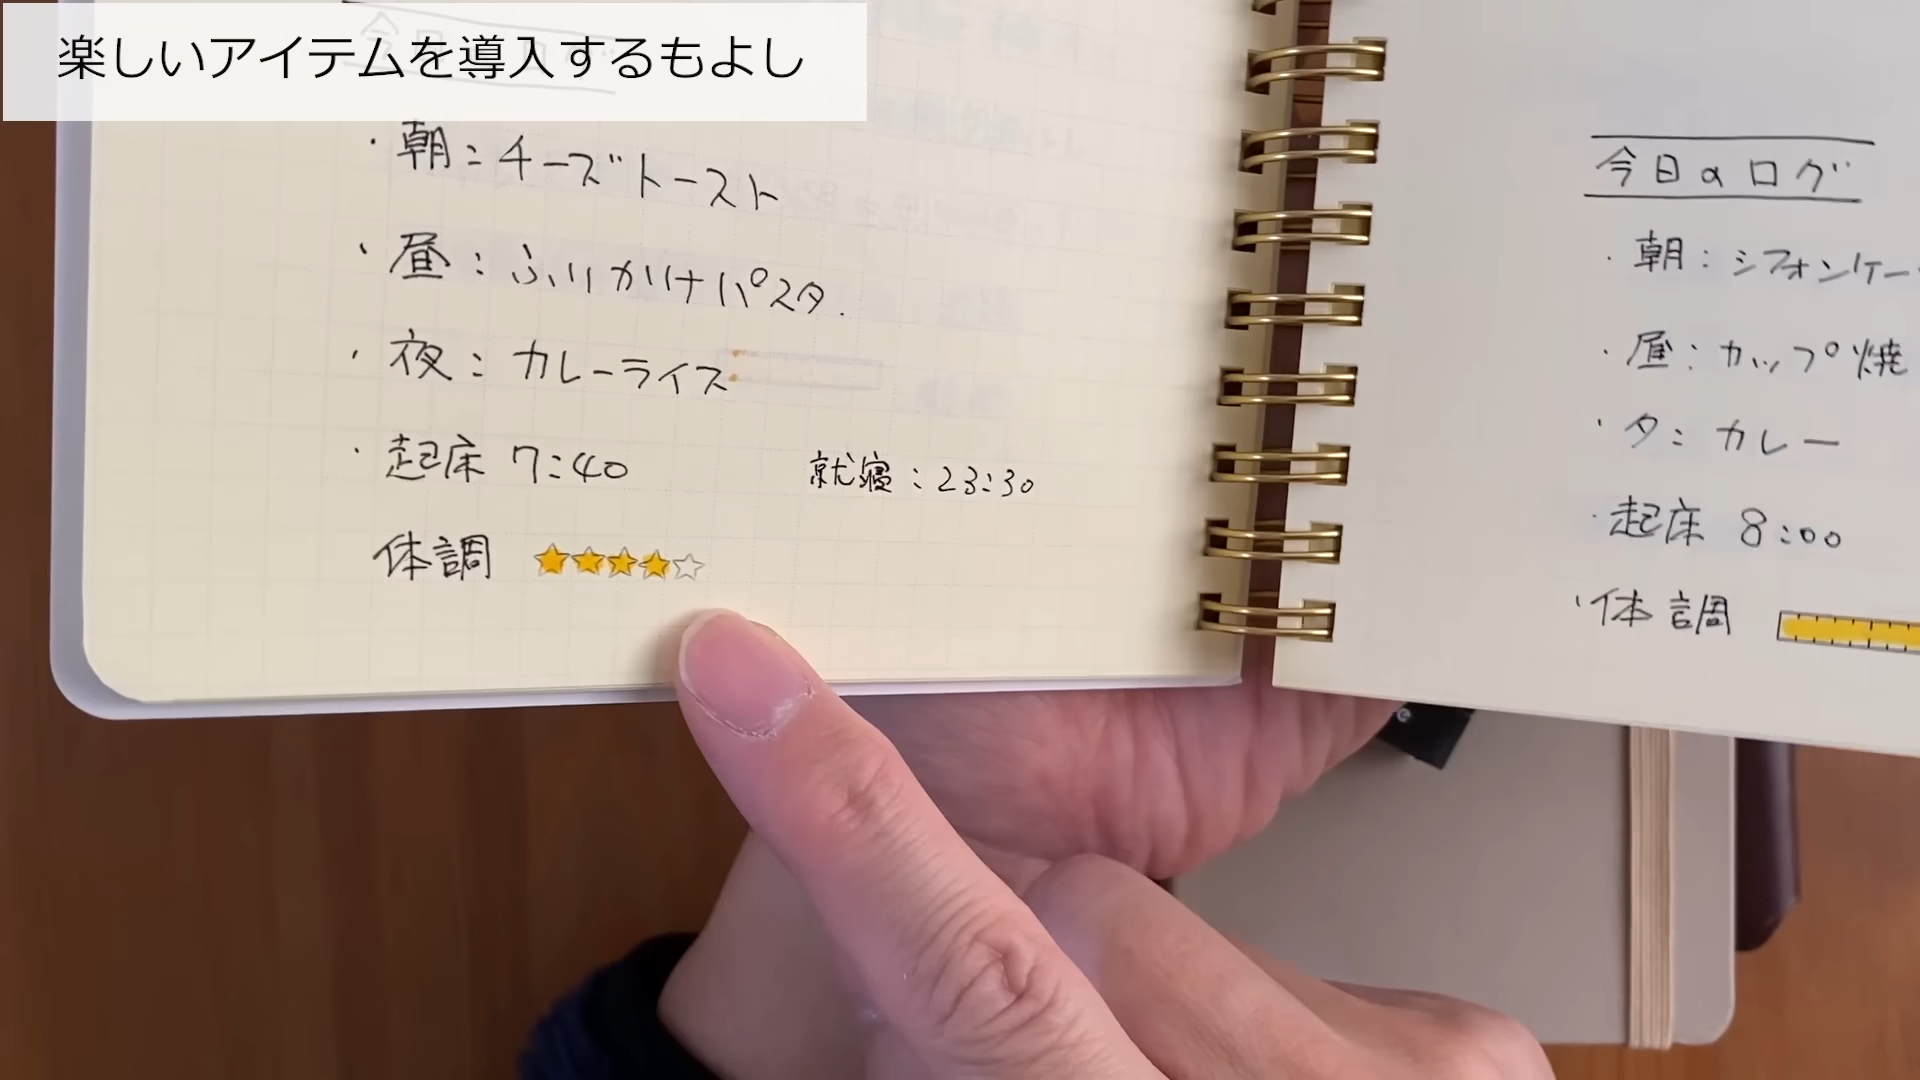 楽しいアイテムを導入するもよし
・朝:チーズトースト
・昼:ふりかけパスタ.
・夜:カレーライス
・起床 7:40 就寝:23:30
体調 ★★★★☆
今日のログ
・朝:シフォンケー
・昼:カップ焼
・夕:カレー
・起床 8:00
・体調